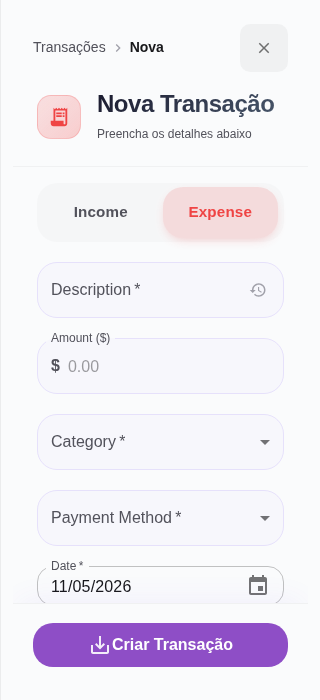 Transações > Nova
Nova Transação
Preencha os detalhes abaixo
Income Expense
Description *
Amount ($)
$ 0.00
Category *
Payment Method *
Date *
11/05/2026
Criar Transação